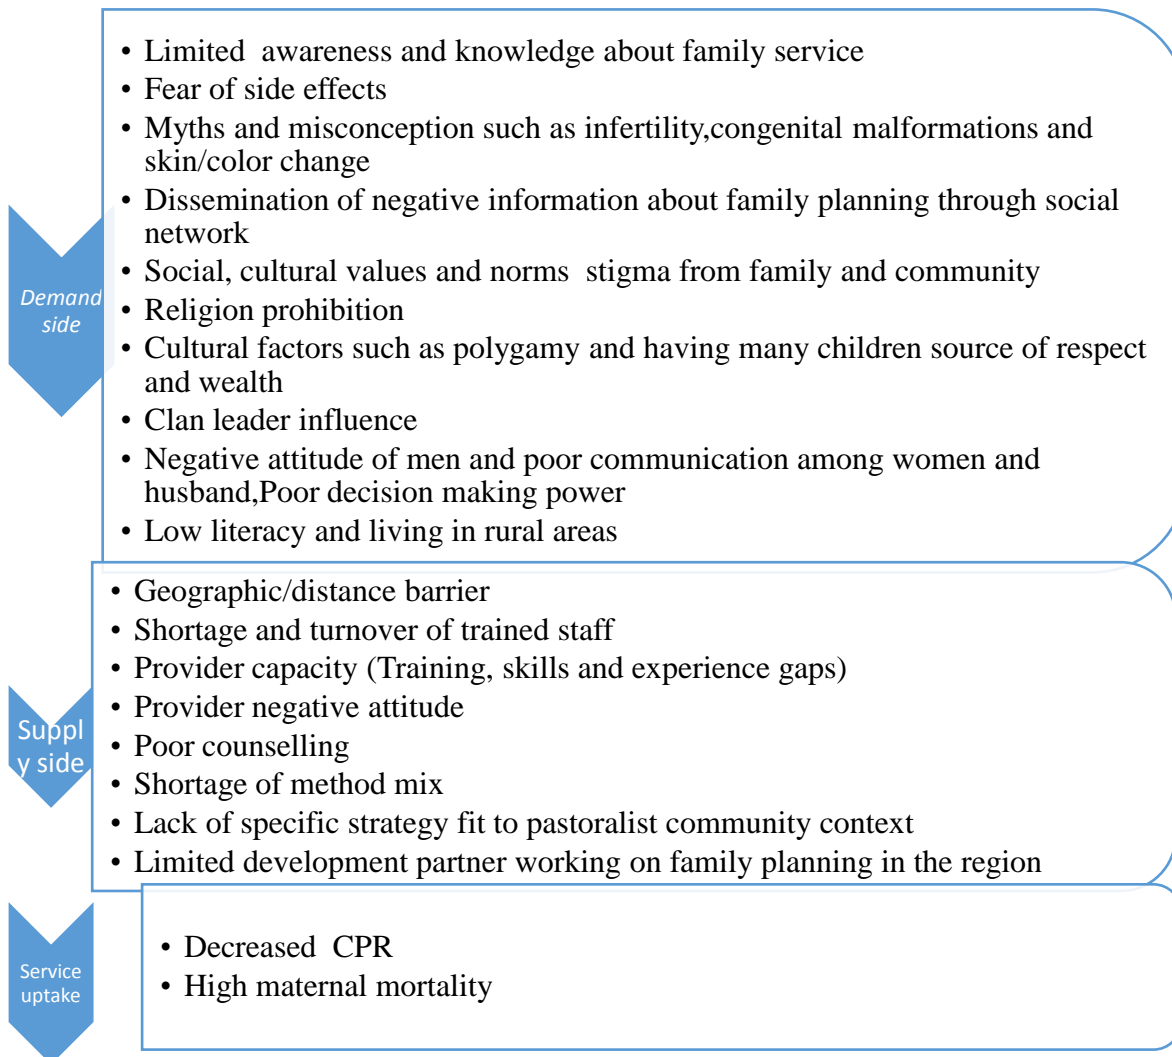 • Limited awareness and knowledge about family service
• Fear of side effects
• Myths and misconception such as infertility,congenital malformations and
skin/color change
• Dissemination of negative information about family planning through social
network
• Social, cultural values and norms stigma from family and community
• Religion prohibition
• Cultural factors such as polygamy and having many children source of respect
and wealth
• Clan leader influence
• Negative attitude of men and poor communication among women and
husband,Poor decision making power
• Low literacy and living in rural areas
Demand
side
• Geographic/distance barrier
• Shortage and turnover of trained staff
• Provider capacity (Training, skills and experience gaps)
• Provider negative attitude
• Poor counselling
• Shortage of method mix
• Lack of specific strategy fit to pastoralist community context
• Limited development partner working on family planning in the region
Suppl
y side
• Decreased CPR
• High maternal mortality
Service
uptake